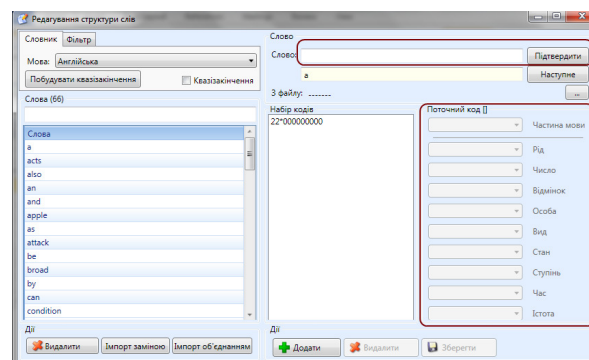 Редагування структури слів
Словник Фільтр
Мова: Англійська
Побудувати квазізакінчення Квазізакінчення
Слова (66)
Слова
a
acts
also
an
and
apple
as
attack
be
broad
by
can
condition
Дії
Видалити Імпорт заміною Імпорт об'єднанням
Слово
Слово: Підтвердити
a Наступне
З файлу: ....... ..
Набір кодів
22*000000000
Поточний код []
Частина мови
Рід
Число
Відмінок
Особа
Вид
Стан
Ступінь
Час
Істота
Дії
Додати Видалити Зберегти